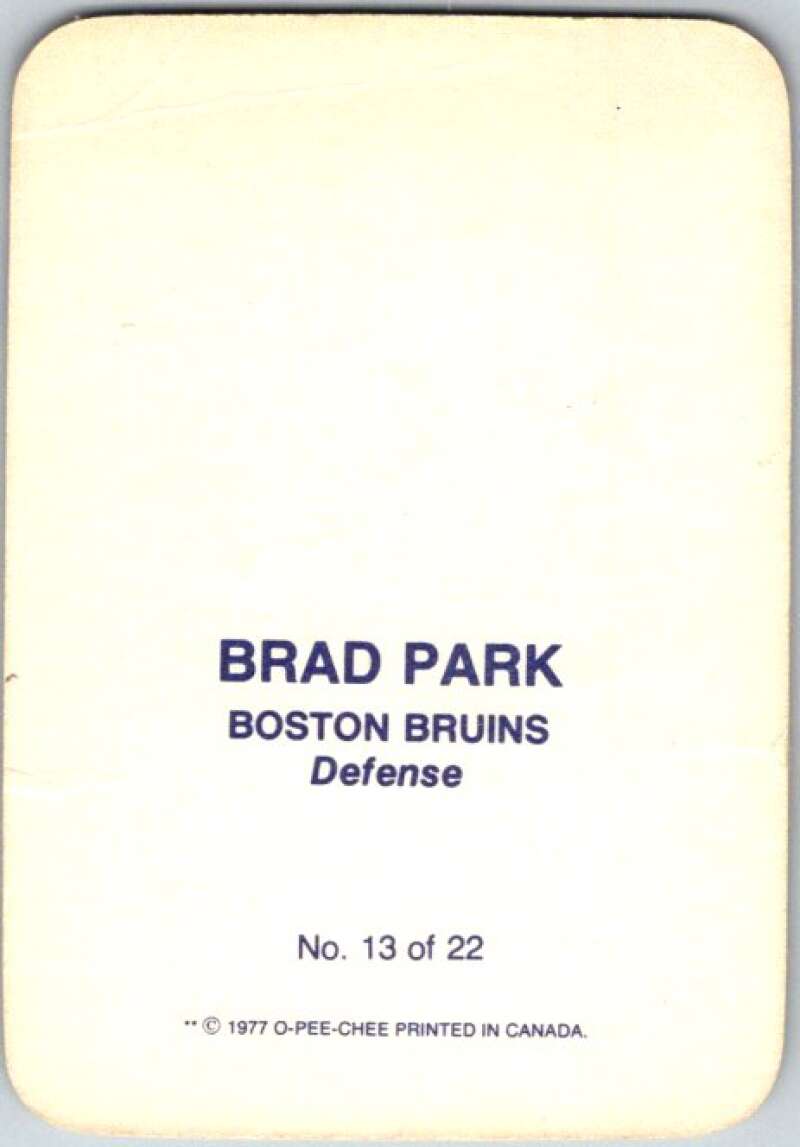 BRAD PARK
BOSTON BRUINS
Defense
No. 13 of 22
** © 1977 O-PEE-CHEE PRINTED IN CANADA.